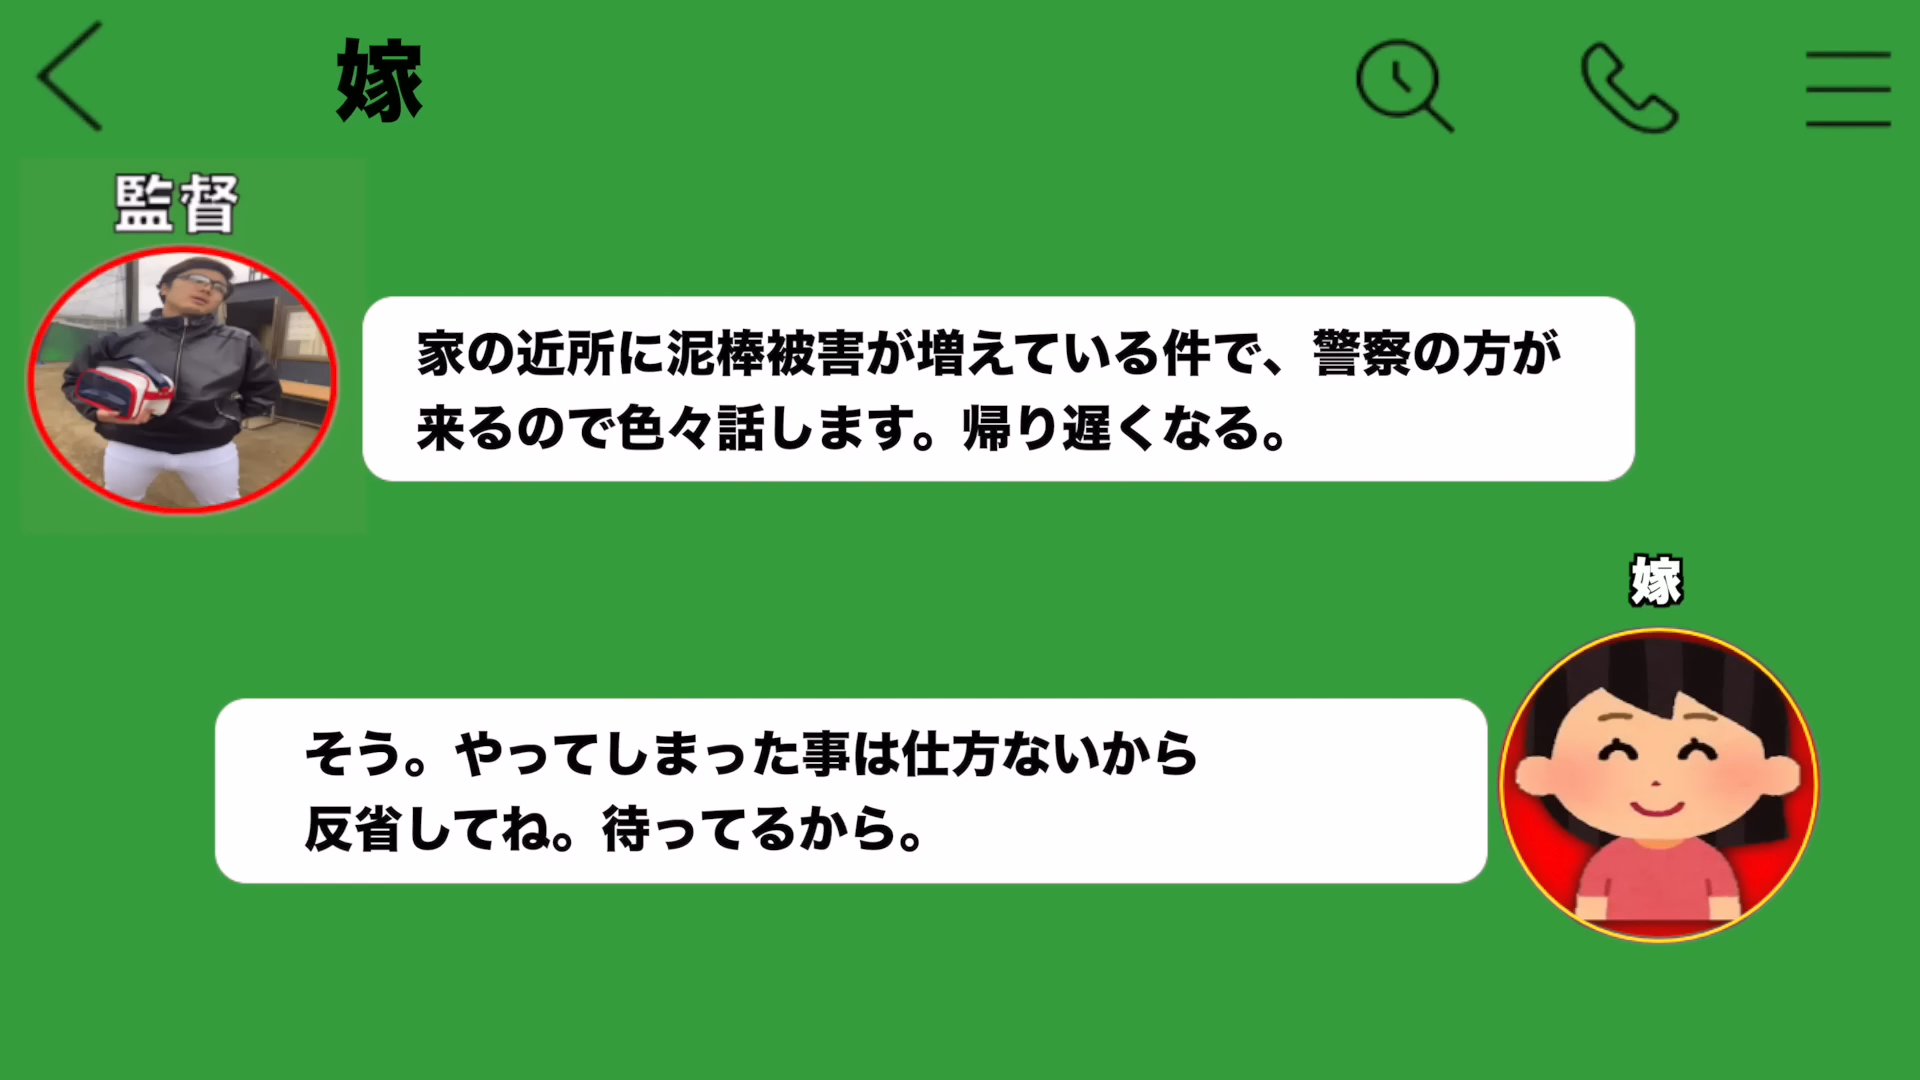 嫁
監督
家の近所に泥棒被害が増えている件で、警察の方が
来るので色々話します。帰り遅くなる。
嫁
そう。やってしまった事は仕方ないから
反省してね。待ってるから。